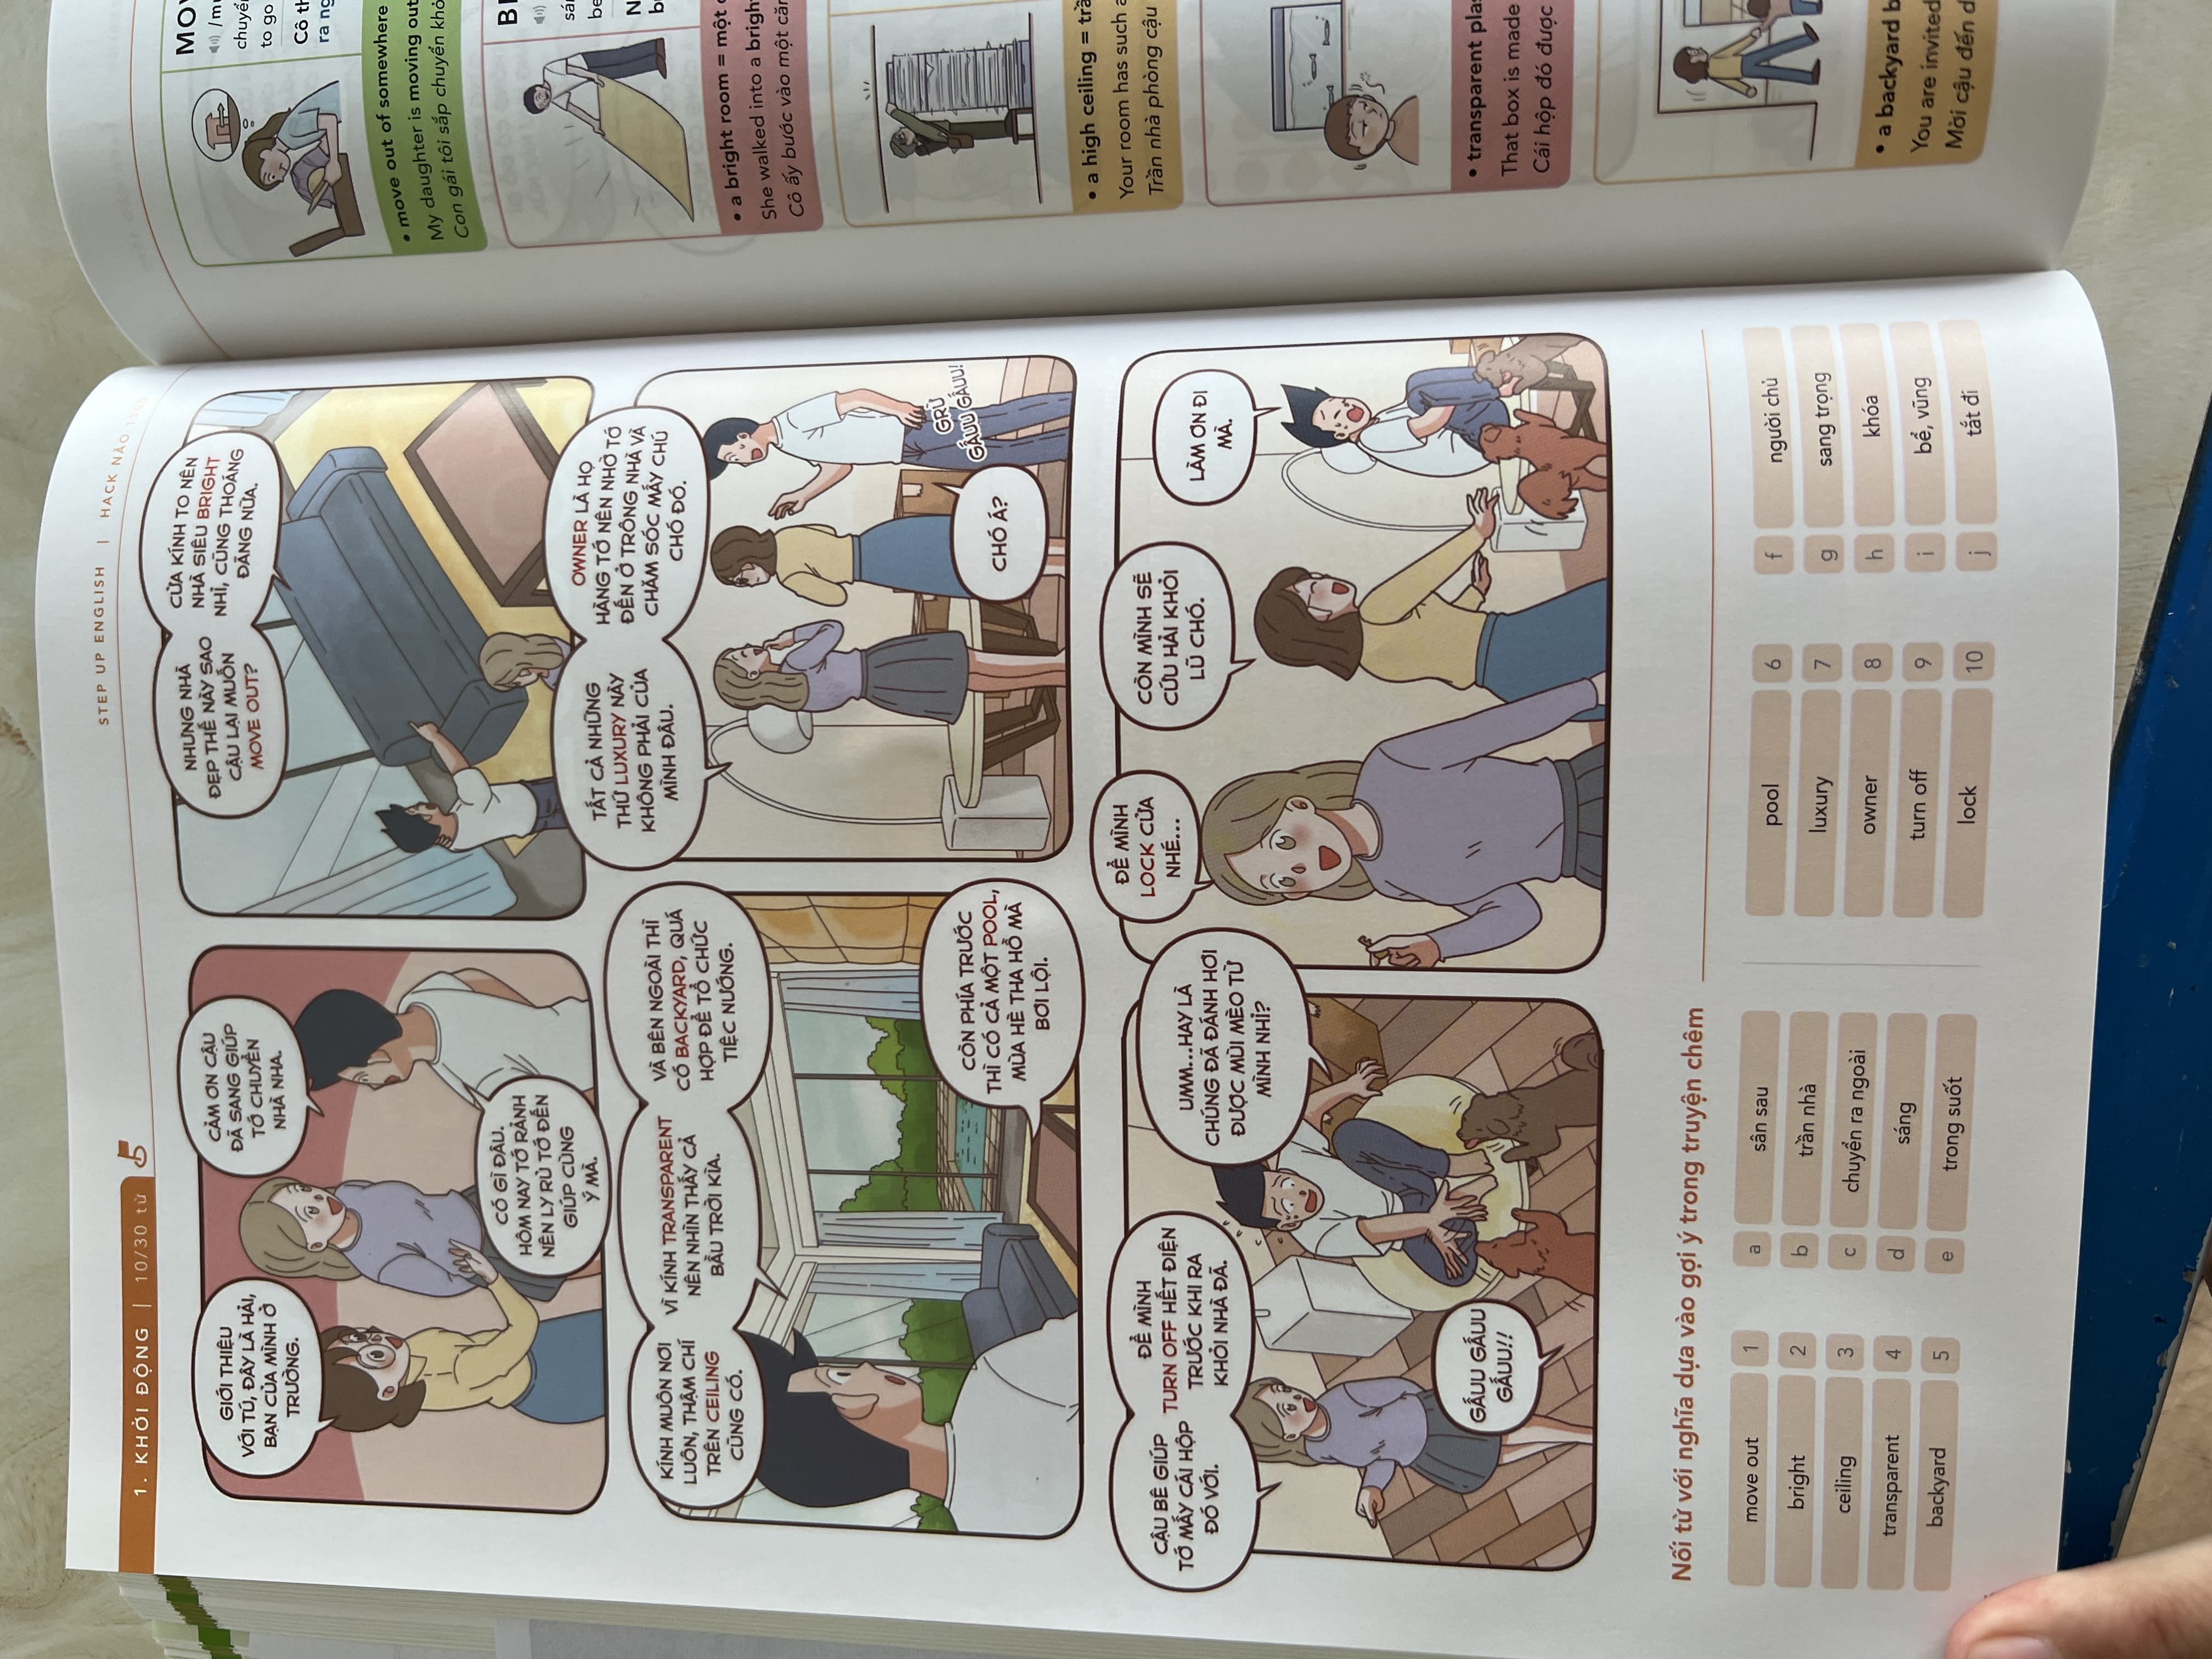 STEP UP ENGLISH | HACK NÃO
1. KHỞI ĐỘNG | 10/30 từ
GIỚI THIỆU
VỚI TÚ, ĐÂY LÀ HẢI,
BẠN CỦA MÌNH Ở
TRƯỜNG.
CẢM ƠN CẬU
ĐÃ SANG GIÚP
TỚ CHUYỂN
NHÀ NHA.
CÓ GÌ ĐÂU.
HÔM NAY TỚ RẢNH
NÊN LY RỦ TỚ ĐẾN
GIÚP CÙNG
Ý MÀ.
NHƯNG NHÀ
ĐẸP THẾ NÀY SAO
CẬU LẠI MUỐN
MOVE OUT?
CỬA KÍNH TO NÊN
NHÀ SIÊU BRIGHT
NHỈ, CŨNG THOÁNG
ĐÃNG NỮA.
KÍNH MUÔN NƠI
LUÔN, THẬM CHÍ
TRÊN CEILING
CŨNG CÓ.
VÌ KÍNH TRANSPARENT
NÊN NHÌN THẤY CẢ
BẦU TRỜI KÌA.
VÀ BÊN NGOÀI THÌ
CÓ BACKYARD, QUÁ
HỢP ĐỂ TỔ CHỨC
TIỆC NƯỚNG.
CÒN PHÍA TRƯỚC
THÌ CÓ CẢ MỘT POOL,
MÙA HÈ THA HỒ MÀ
BƠI LỘI.
TẤT CẢ NHỮNG
THỨ LUXURY NÀY
KHÔNG PHẢI CỦA
MÌNH ĐÂU.
OWNER LÀ HỌ
HÀNG TỚ NÊN NHỜ TỚ
ĐẾN Ở TRÔNG NHÀ VÀ
CHĂM SÓC MẤY CHÚ
CHÓ ĐÓ.
CHÓ Á?
GRỪ
GẤUU GẤUU!
CẬU BÊ GIÚP
TỚ MẤY CÁI HỘP
ĐÓ VỚI.
ĐỂ MÌNH
TURN OFF HẾT ĐIỆN
TRƯỚC KHI RA
KHỎI NHÀ ĐÃ.
UMM...HAY LÀ
CHÚNG ĐÃ ĐÁNH HƠI
ĐƯỢC MÙI MÈO TỪ
MÌNH NHỈ?
GẤUU GẤUU
GẤUU!!
ĐỂ MÌNH
LOCK CỬA
NHÉ...
CÒN MÌNH SẼ
CỨU HẢI KHỎI
LŨ CHÓ.
LÀM ƠN ĐI
MÀ.
Nối từ với nghĩa dựa vào gợi ý trong truyện chêm
move out 1 a sân sau
bright 2 b trần nhà
ceiling 3 c chuyển ra ngoài
transparent 4 d sáng
backyard 5 e trong suốt
pool 6 f người chủ
luxury 7 g sang trọng
owner 8 h khóa
turn off 9 i bể, vũng
lock 10 j tắt đi
to go
ra
• move out of somewhere
My daughter is moving out
Con gái tôi sắp chuyển
• a bright room = một
She walked into a
Cô ấy bước vào một
• a high ceiling =
Your room has such
Trần nhà phòng cậu
• transparent
That box is made
Cái hộp đó được
• a backyard
You are invited
Mời cậu đến